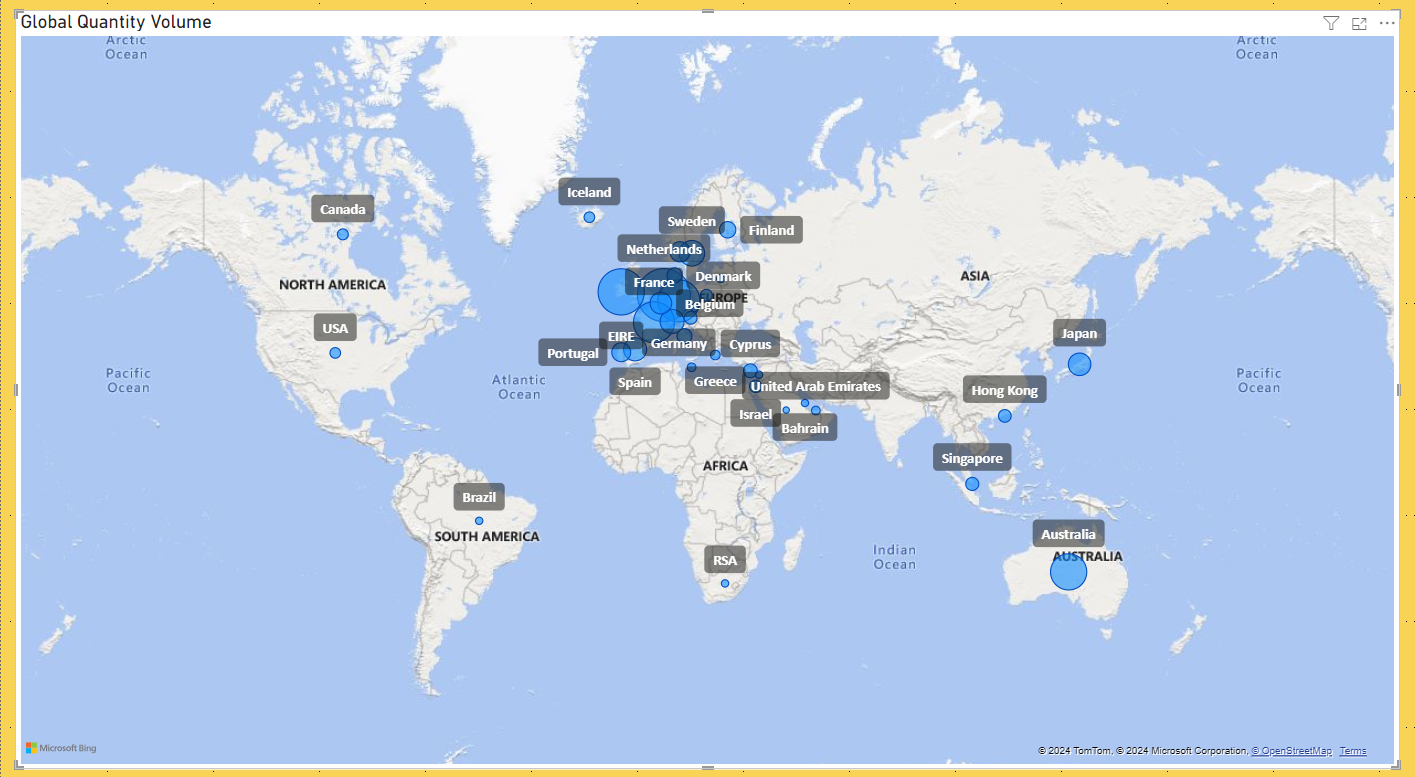 Global Quantity Volume
Arctic
Ocean
Arctic
Ocean
Iceland
Canada
Sweden
Finland
Netherlands
NORTH AMERICA
France
Denmark
ASIA
EUROPE
Belgium
USA
EIRE
Germany
Cyprus
Japan
Portugal
Pacific
Ocean
Atlantic
Ocean
Spain
Greece
United Arab Emirates
Hong Kong
Pacific
Ocean
Israel
Bahrain
Singapore
AFRICA
Brazil
SOUTH AMERICA
Australia
AUSTRALIA
Indian
Ocean
RSA
Microsoft Bing
© 2024 TomTom, © 2024 Microsoft Corporation, © OpenStreetMap Terms